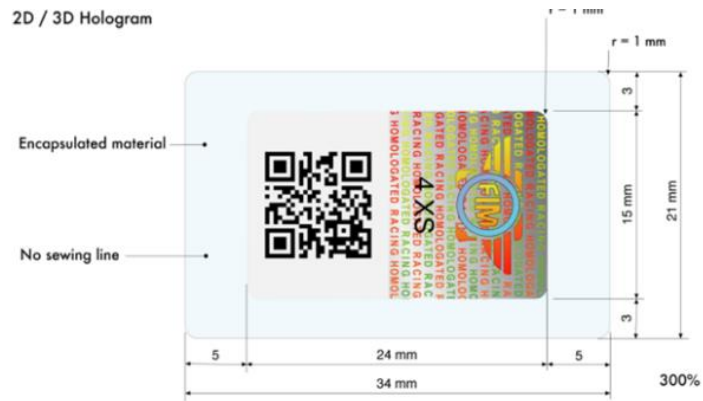 2D / 3D Hologram
r = 1 mm
r = 1 mm
3
Encapsulated material
15 mm
21 mm
4 XS
FIM
HOMOLOGATED RACING
No sewing line
3
5
24 mm
5
34 mm
300%